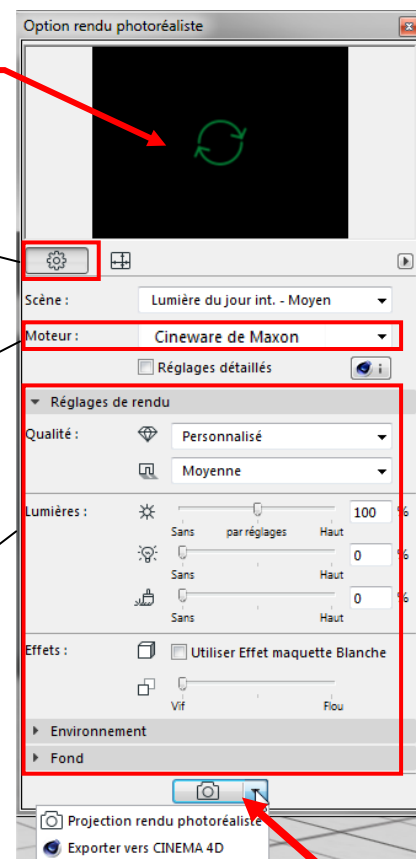 Option rendu photoréaliste
Scène : Lumière du jour int. - Moyen
Moteur : Cineware de Maxon
Réglages détaillés i
Réglages de rendu
Qualité : Personnalisé
Moyenne
Lumières : 100 %
Sans par réglages Haut
0 %
Sans Haut
0 %
Sans Haut
Effets : Utiliser Effet maquette Blanche
Vif Flou
Environnement
Fond
Projection rendu photoréaliste
Exporter vers CINEMA 4D